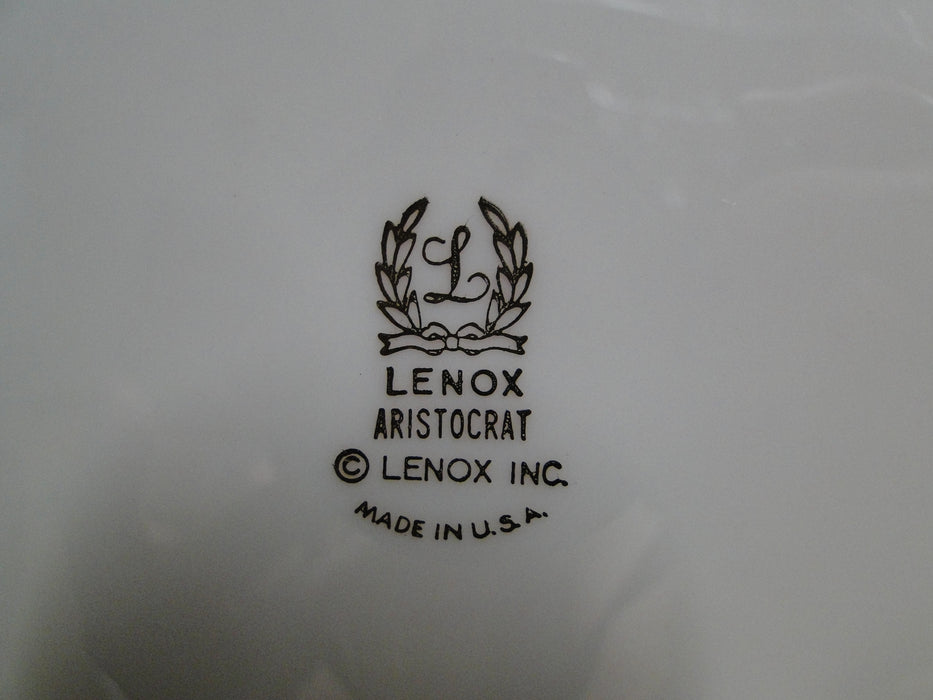 L
LENOX
ARISTOCRAT
© LENOX INC.
MADE IN U.S.A.